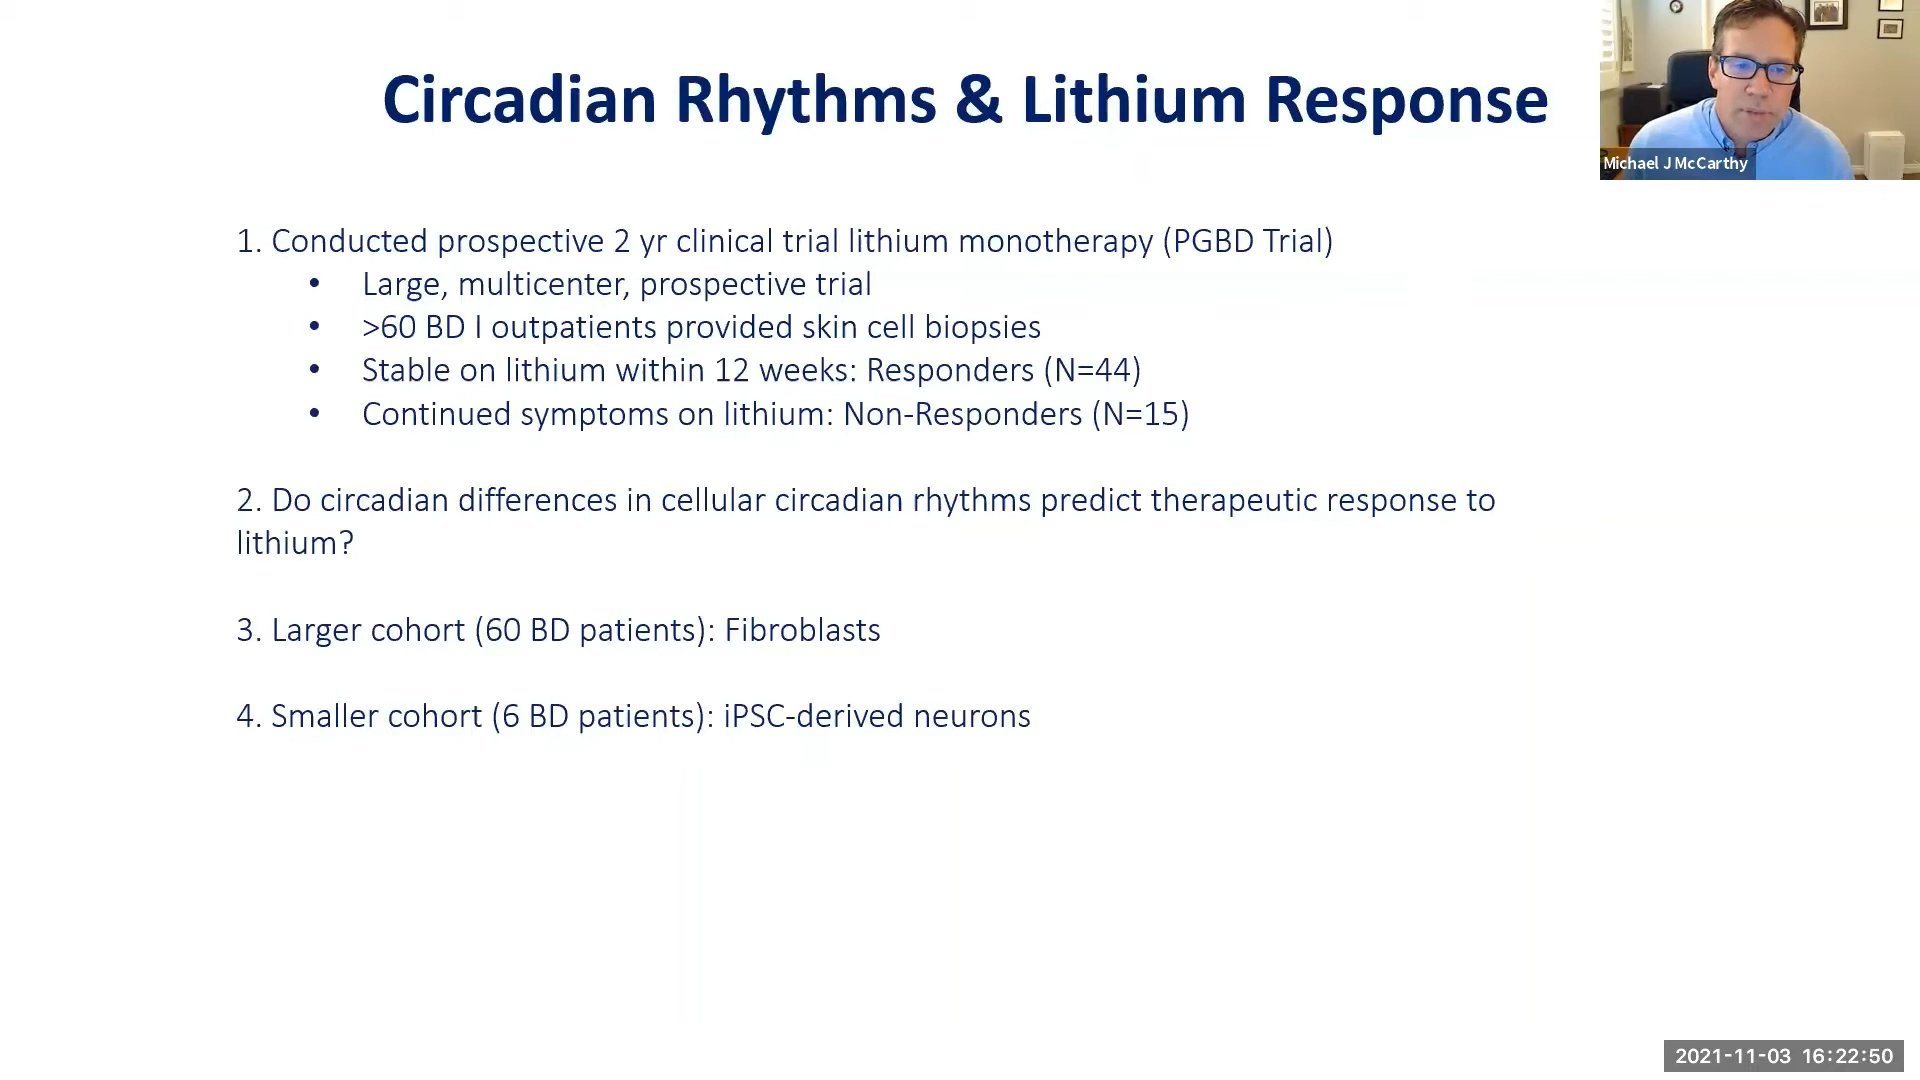 Circadian Rhythms & Lithium Response
Michael J McCarthy
1. Conducted prospective 2 yr clinical trial lithium monotherapy (PGBD Trial)
• Large, multicenter, prospective trial
• >60 BD I outpatients provided skin cell biopsies
• Stable on lithium within 12 weeks: Responders (N=44)
• Continued symptoms on lithium: Non-Responders (N=15)
2. Do circadian differences in cellular circadian rhythms predict therapeutic response to
lithium?
3. Larger cohort (60 BD patients): Fibroblasts
4. Smaller cohort (6 BD patients): iPSC-derived neurons
2021-11-03 16:22:50